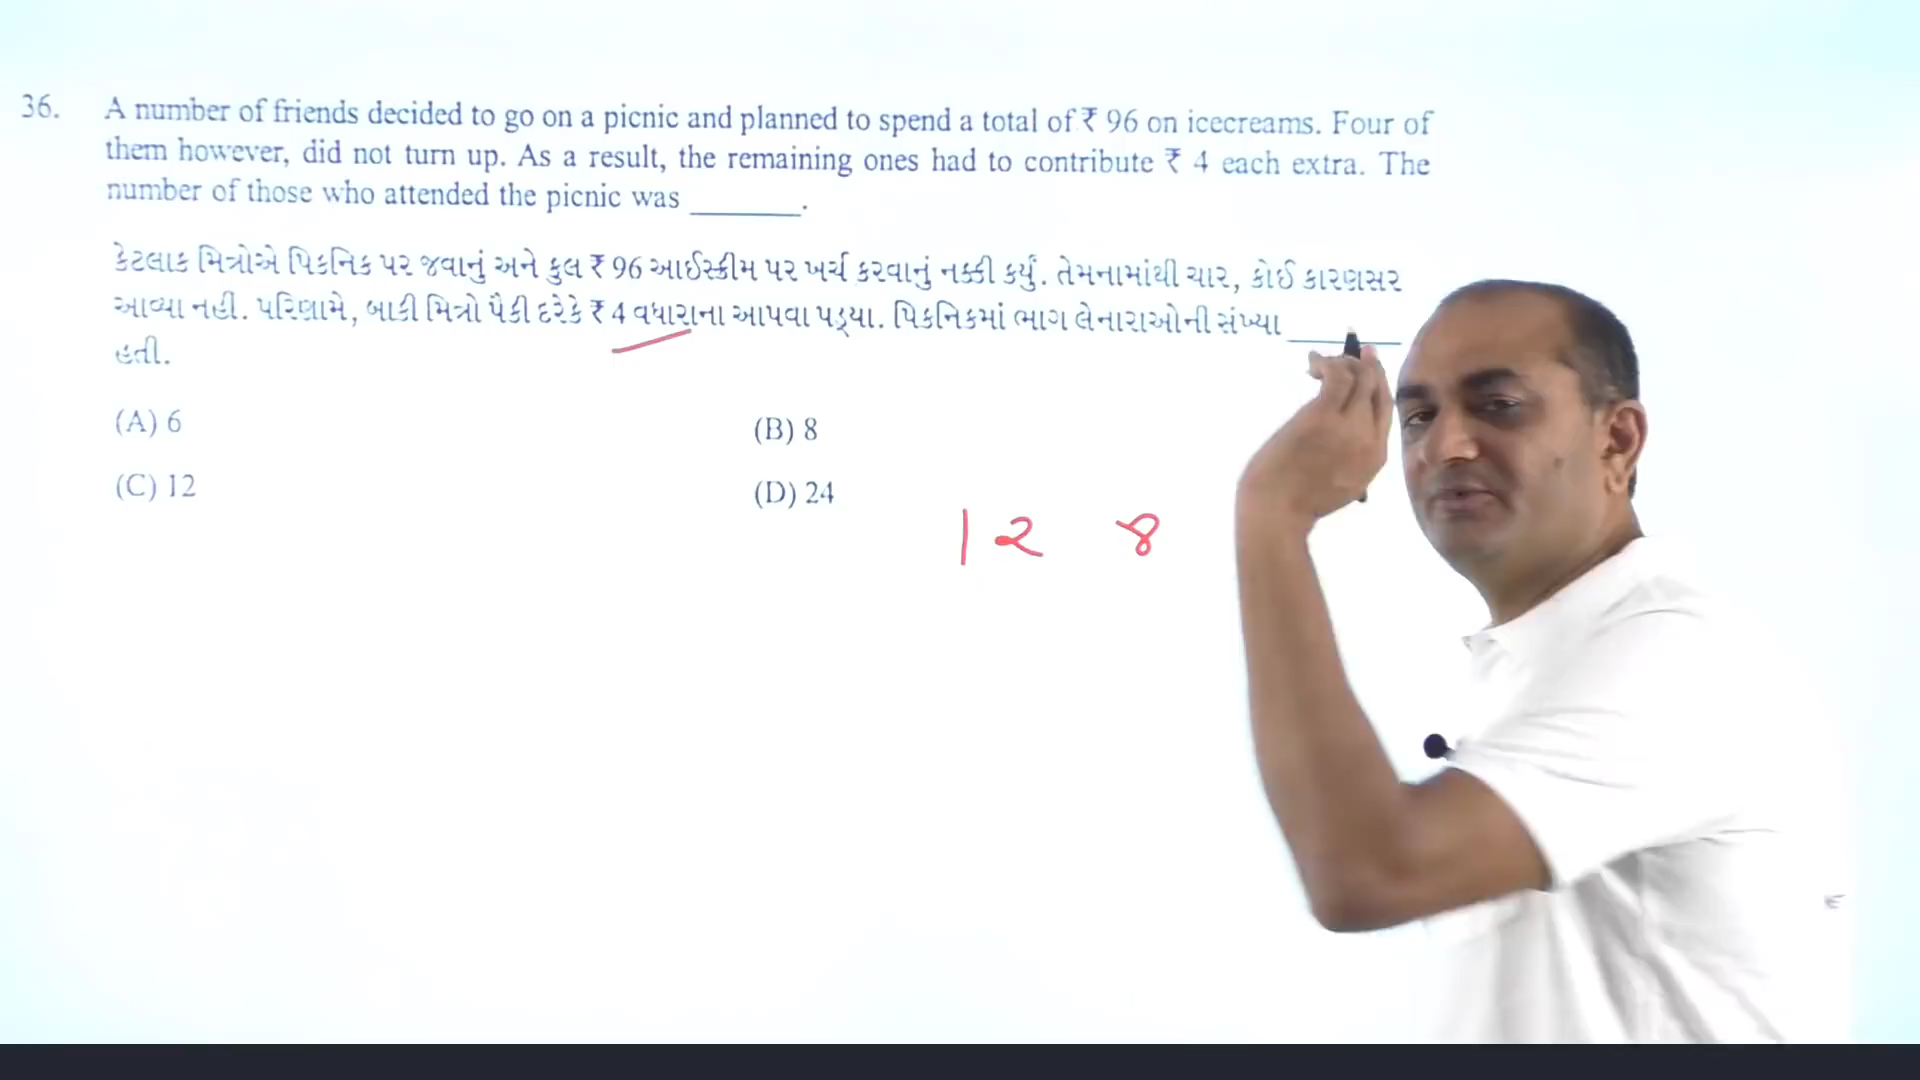 36. A number of friends decided to go on a picnic and planned to spend a total of ₹ 96 on icecreams. Four of
them however, did not turn up. As a result, the remaining ones had to contribute ₹ 4 each extra. The
number of those who attended the picnic was ______.
કેટલાક મિત્રોએ પિકનિક પર જવાનું અને કુલ ₹ 96 આઈસ્ક્રીમ પર ખર્ચ કરવાનું નક્કી કર્યું. તેમનામાંથી ચાર, કોઈ કારણસર
આવ્યા નહી. પરિણામે, બાકી મિત્રો પૈકી દરેકે ₹ 4 વધારાના આપવા પડ્યા. પિકનિકમાં ભાગ લેનારાઓની સંખ્યા ______
હતી.
(A) 6 (B) 8
(C) 12 (D) 24
૧૨ ૪